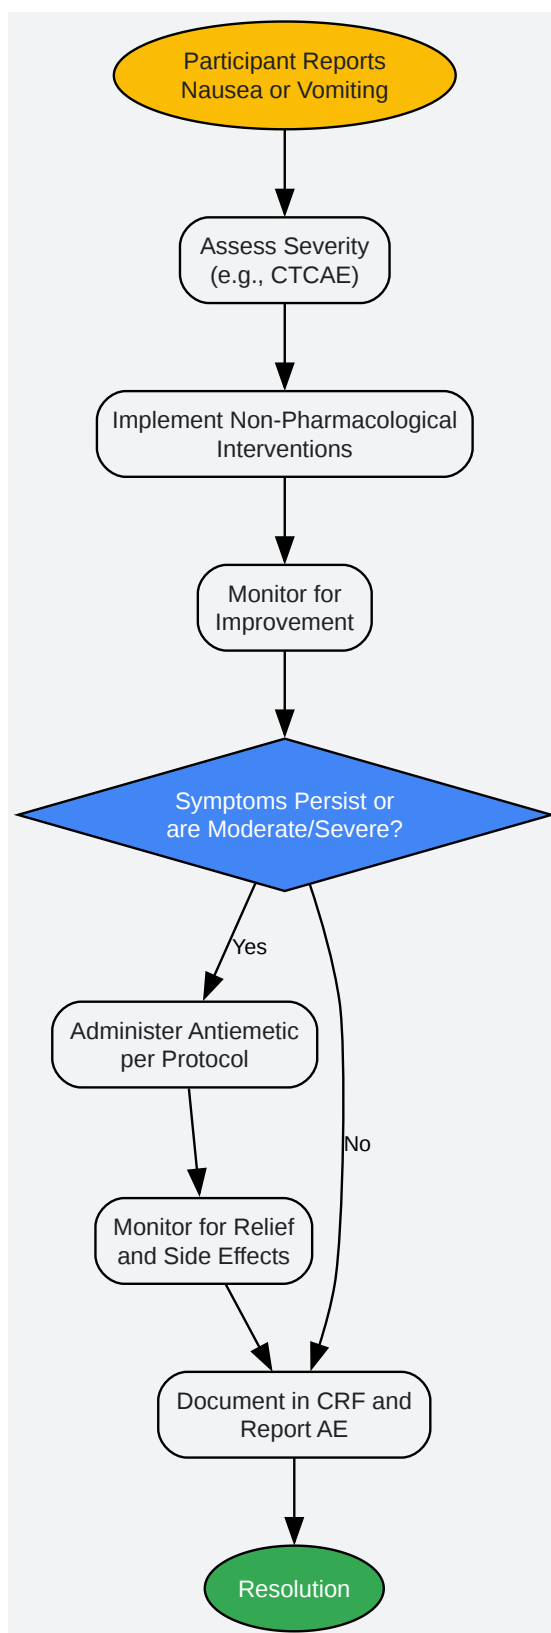 Participant Reports
Nausea or Vomiting
Assess Severity
(e.g., CTCAE)
Implement Non-Pharmacological
Interventions
Monitor for
Improvement
Symptoms Persist or
are Moderate/Severe?
Yes
Administer Antiemetic
per Protocol
No
Monitor for Relief
and Side Effects
Document in CRF and
Report AE
Resolution